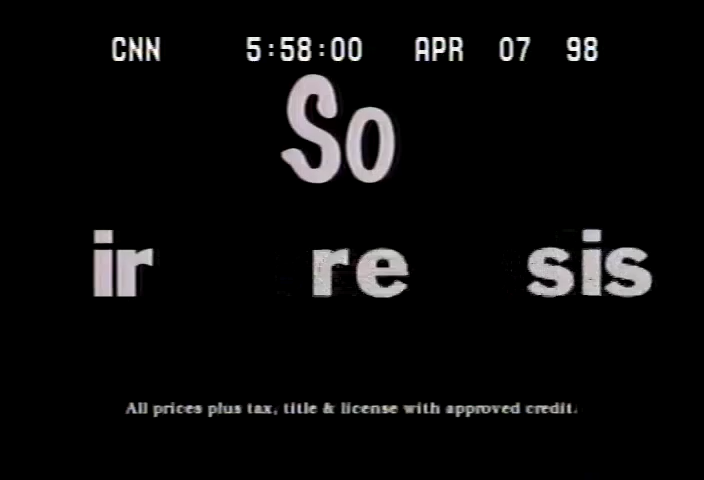 CNN 5:58:00 APR 07 98
So
ir re sis
All prices plus tax, title & license with approved credit.